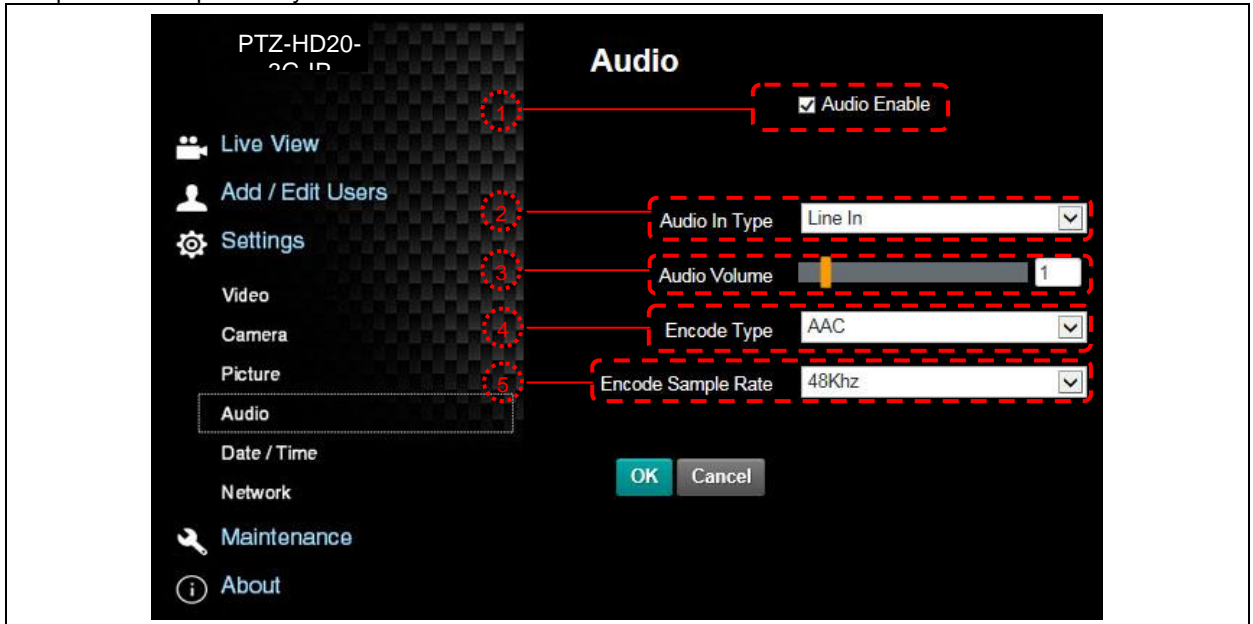 PTZ-HD20-
Audio
1
Audio Enable
Live View
Add / Edit Users
2
Audio In Type
Line In
Settings
3
Audio Volume
1
Video
4
Encode Type
AAC
Camera
Picture
5
Encode Sample Rate
48Khz
Audio
Date / Time
OK
Cancel
Network
Maintenance
About